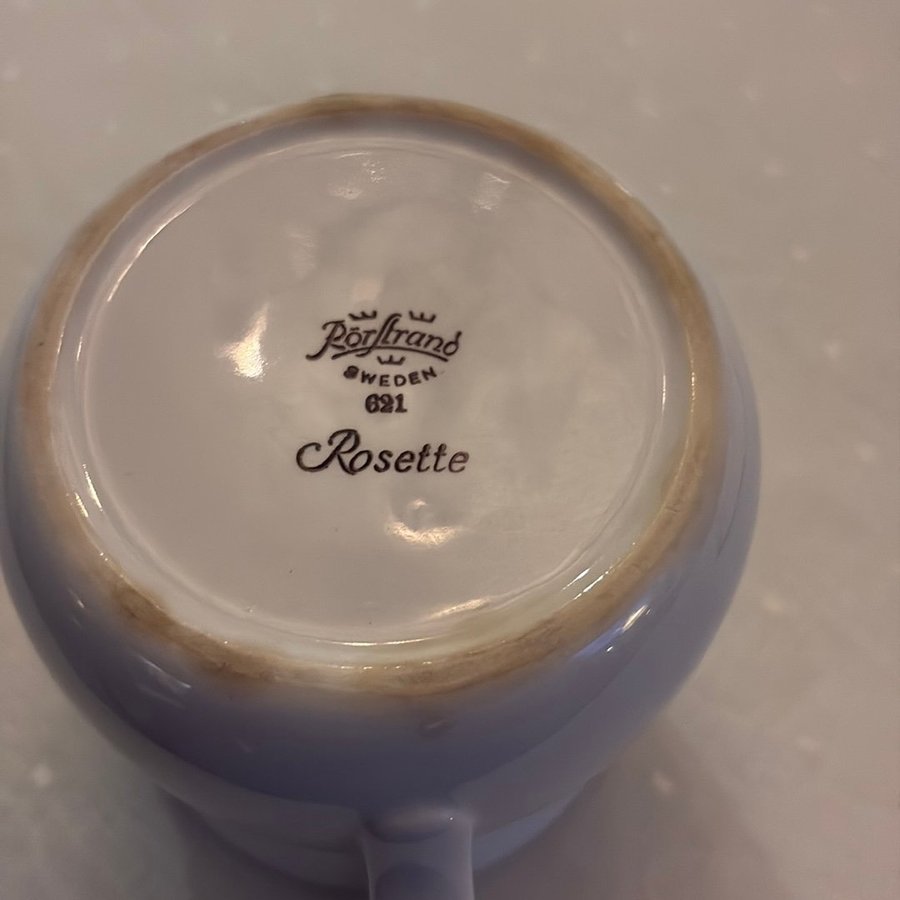 RörStrand
SWEDEN
621
Rosette